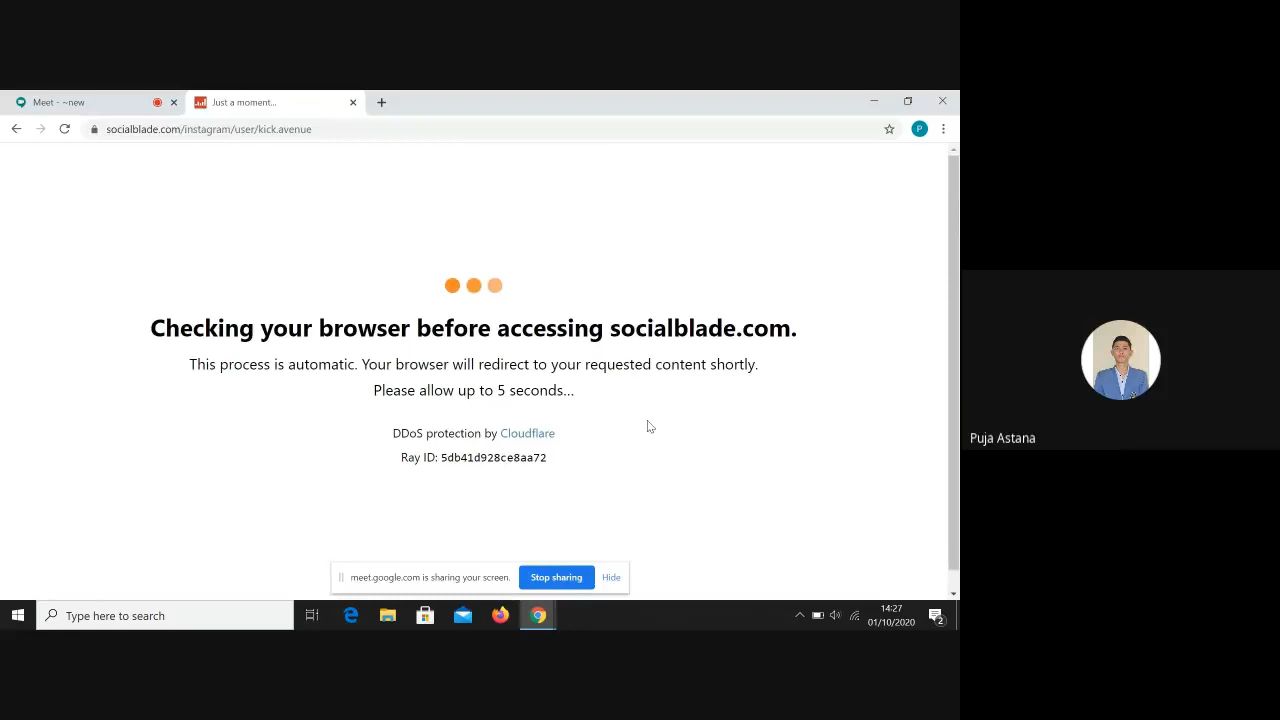 Meet - ~new
Just a moment...
socialblade.com/instagram/user/kick.avenue
P
Checking your browser before accessing socialblade.com.
This process is automatic. Your browser will redirect to your requested content shortly.
Please allow up to 5 seconds...
DDoS protection by Cloudflare
Ray ID: 5db41d928ce8aa72
Puja Astana
meet.google.com is sharing your screen.
Stop sharing
Hide
Type here to search
14:27
01/10/2020
2